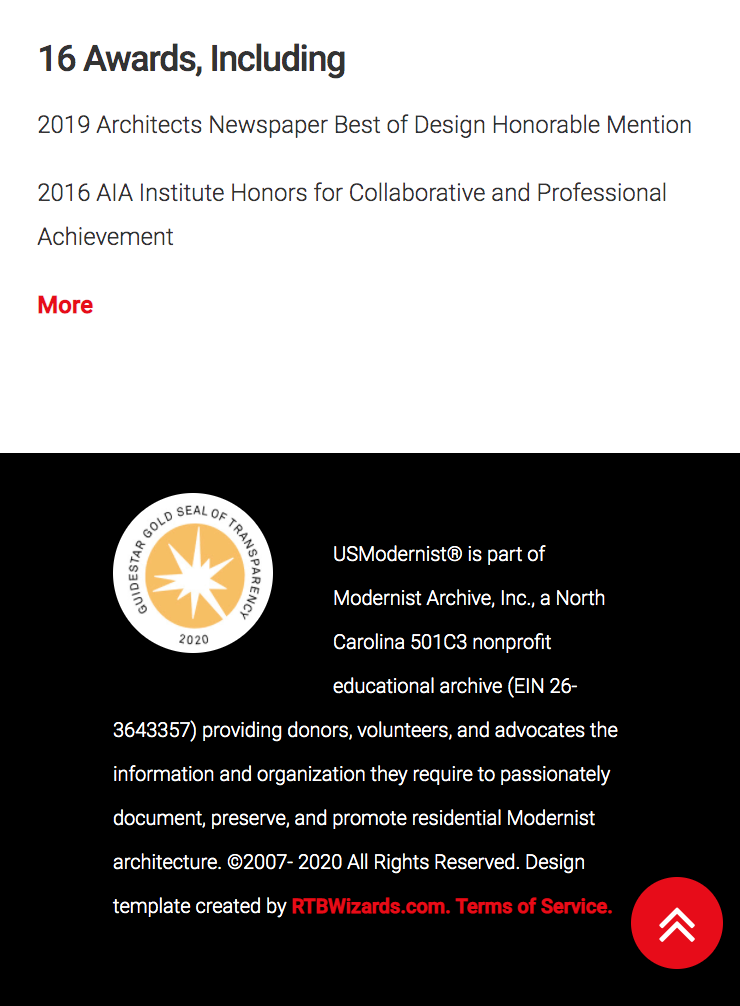 16 Awards, Including
2019 Architects Newspaper Best of Design Honorable Mention
2016 AIA Institute Honors for Collaborative and Professional
Achievement
More
GUIDESTAR GOLD SEAL OF TRANSPARENCY
2020
USModernist® is part of
Modernist Archive, Inc., a North
Carolina 501C3 nonprofit
educational archive (EIN 26-
3643357) providing donors, volunteers, and advocates the
information and organization they require to passionately
document, preserve, and promote residential Modernist
architecture. ©2007- 2020 All Rights Reserved. Design
template created by RTBWizards.com. Terms of Service.